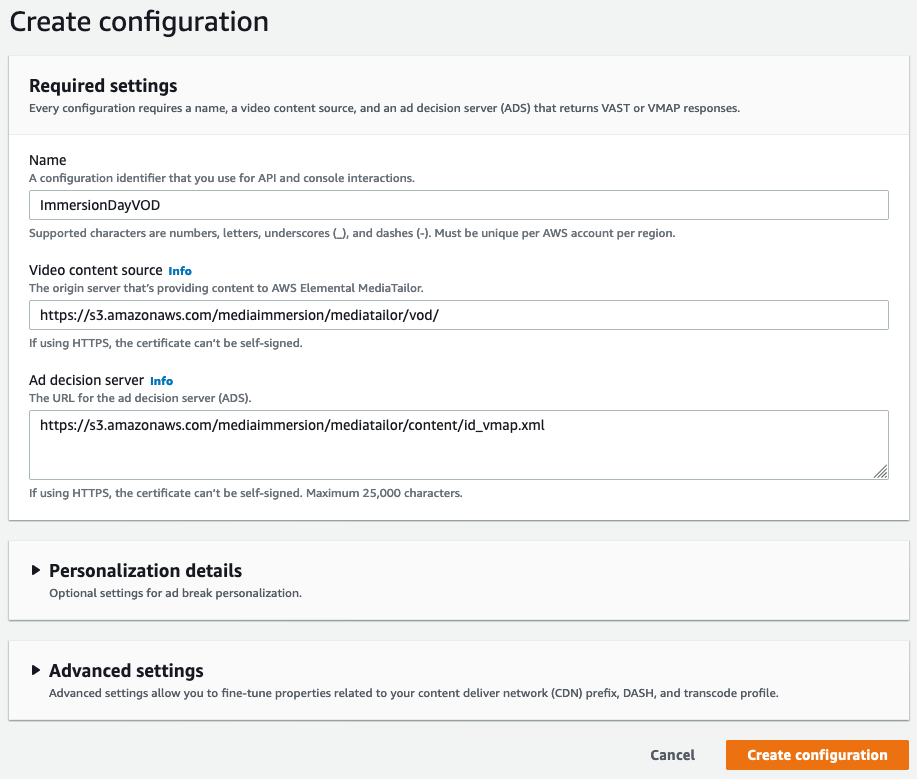 Create configuration
Required settings
Every configuration requires a name, a video content source, and an ad decision server (ADS) that returns VAST or VMAP responses.
Name
A configuration identifier that you use for API and console interactions.
ImmersionDayVOD
Supported characters are numbers, letters, underscores (_), and dashes (-). Must be unique per AWS account per region.
Video content source Info
The origin server that's providing content to AWS Elemental MediaTailor.
https://s3.amazonaws.com/mediaimmersion/mediatailor/vod/
If using HTTPS, the certificate can't be self-signed.
Ad decision server Info
The URL for the ad decision server (ADS).
https://s3.amazonaws.com/mediaimmersion/mediatailor/content/id_vmap.xml
If using HTTPS, the certificate can't be self-signed. Maximum 25,000 characters.
Personalization details
Optional settings for ad break personalization.
Advanced settings
Advanced settings allow you to fine-tune properties related to your content deliver network (CDN) prefix, DASH, and transcode profile.
Cancel Create configuration